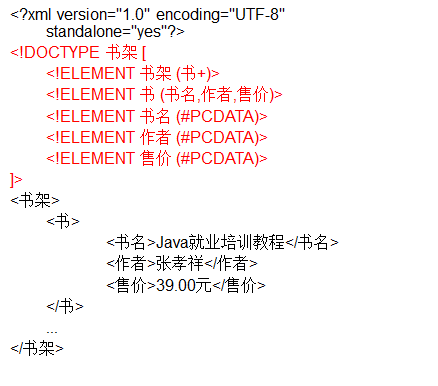 <?xml version="1.0" encoding="UTF-8"
standalone="yes"?>
<!DOCTYPE 书架 [
<!ELEMENT 书架 (书+)>
<!ELEMENT 书 (书名,作者,售价)>
<!ELEMENT 书名 (#PCDATA)>
<!ELEMENT 作者 (#PCDATA)>
<!ELEMENT 售价 (#PCDATA)>
]>
<书架>
<书>
<书名>Java就业培训教程</书名>
<作者>张孝祥</作者>
<售价>39.00元</售价>
</书>
...
</书架>